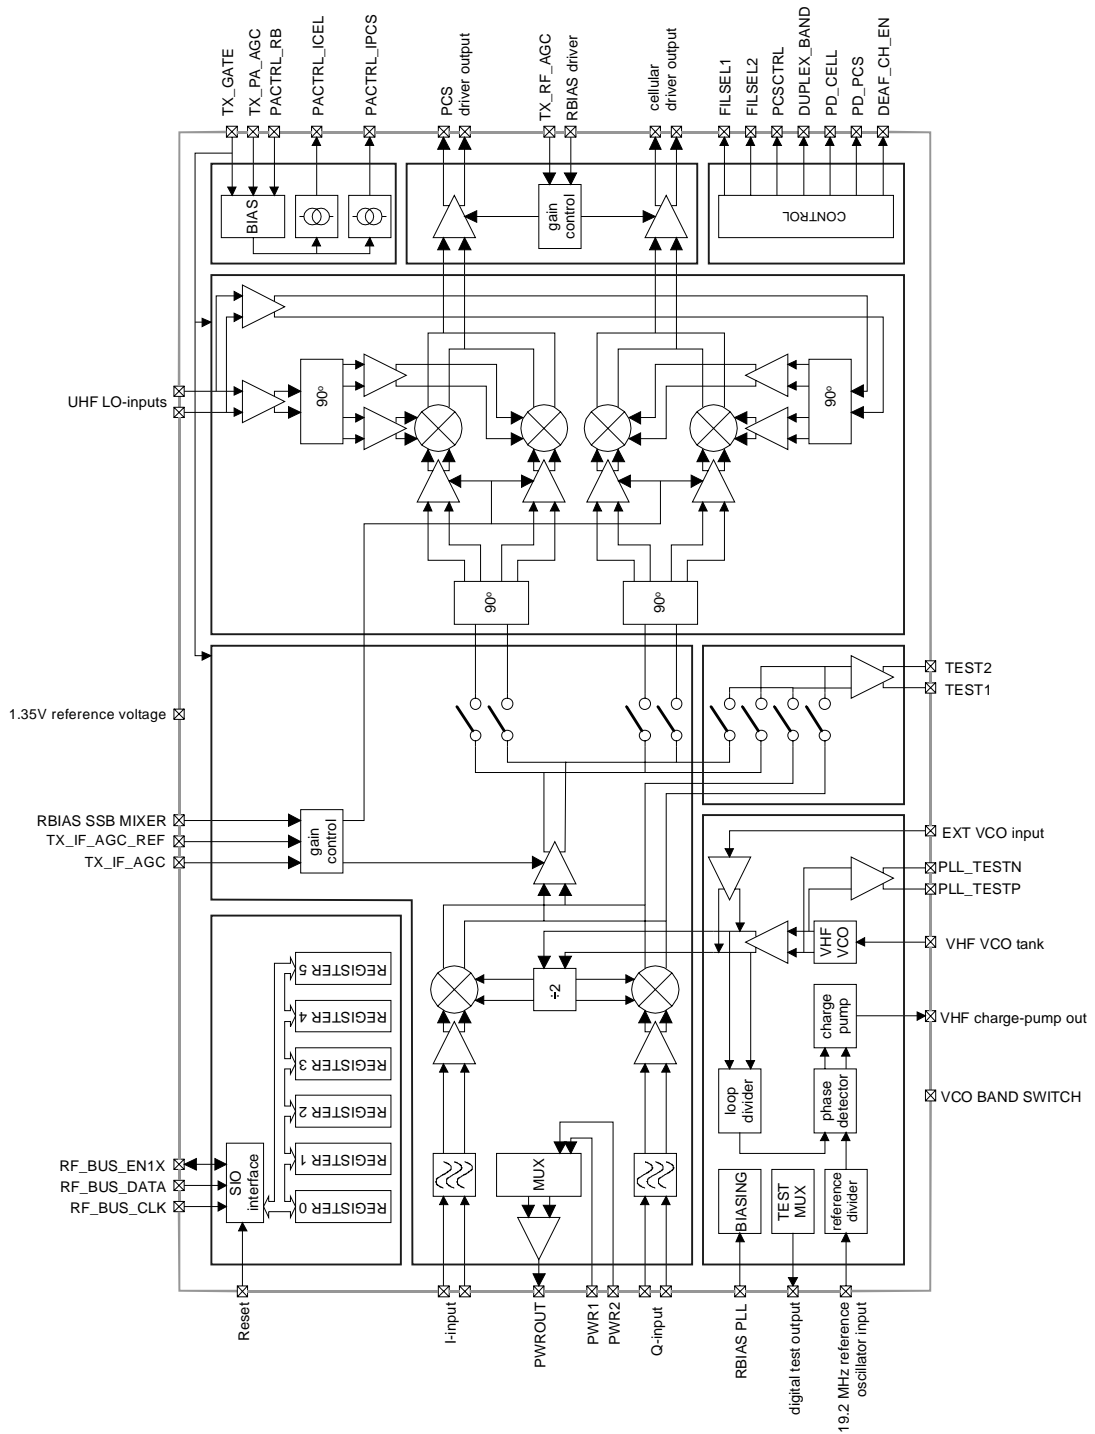 TX_GATE
TX_PA_AGC
PACTRL_RB
PACTRL_ICEL
PACTRL_IPCS
PCS
driver output
TX_RF_AGC
RBIAS driver
cellular
driver output
FILSEL1
FILSEL2
PCSCTRL
DUPLEX_BAND
PD_CELL
PD_PCS
DEAF_CH_EN
BIAS
gain
control
CONTROL
UHF LO-inputs
90°
90°
90°
90°
TEST2
TEST1
1.35V reference voltage
RBIAS SSB MIXER
TX_IF_AGC_REF
TX_IF_AGC
gain
control
EXT VCO input
PLL_TESTN
PLL_TESTP
VHF
VCO
VHF VCO tank
÷2
REGISTER 5
REGISTER 4
REGISTER 3
REGISTER 2
REGISTER 1
REGISTER 0
charge
pump
VHF charge-pump out
loop
divider
phase
detector
VCO BAND SWITCH
RF_BUS_EN1X
RF_BUS_DATA
RF_BUS_CLK
SIO
interface
MUX
BIASING
TEST
MUX
reference
divider
Reset
I-input
PWROUT
PWR1
PWR2
Q-input
RBIAS PLL
digital test output
19.2 MHz reference
oscillator input